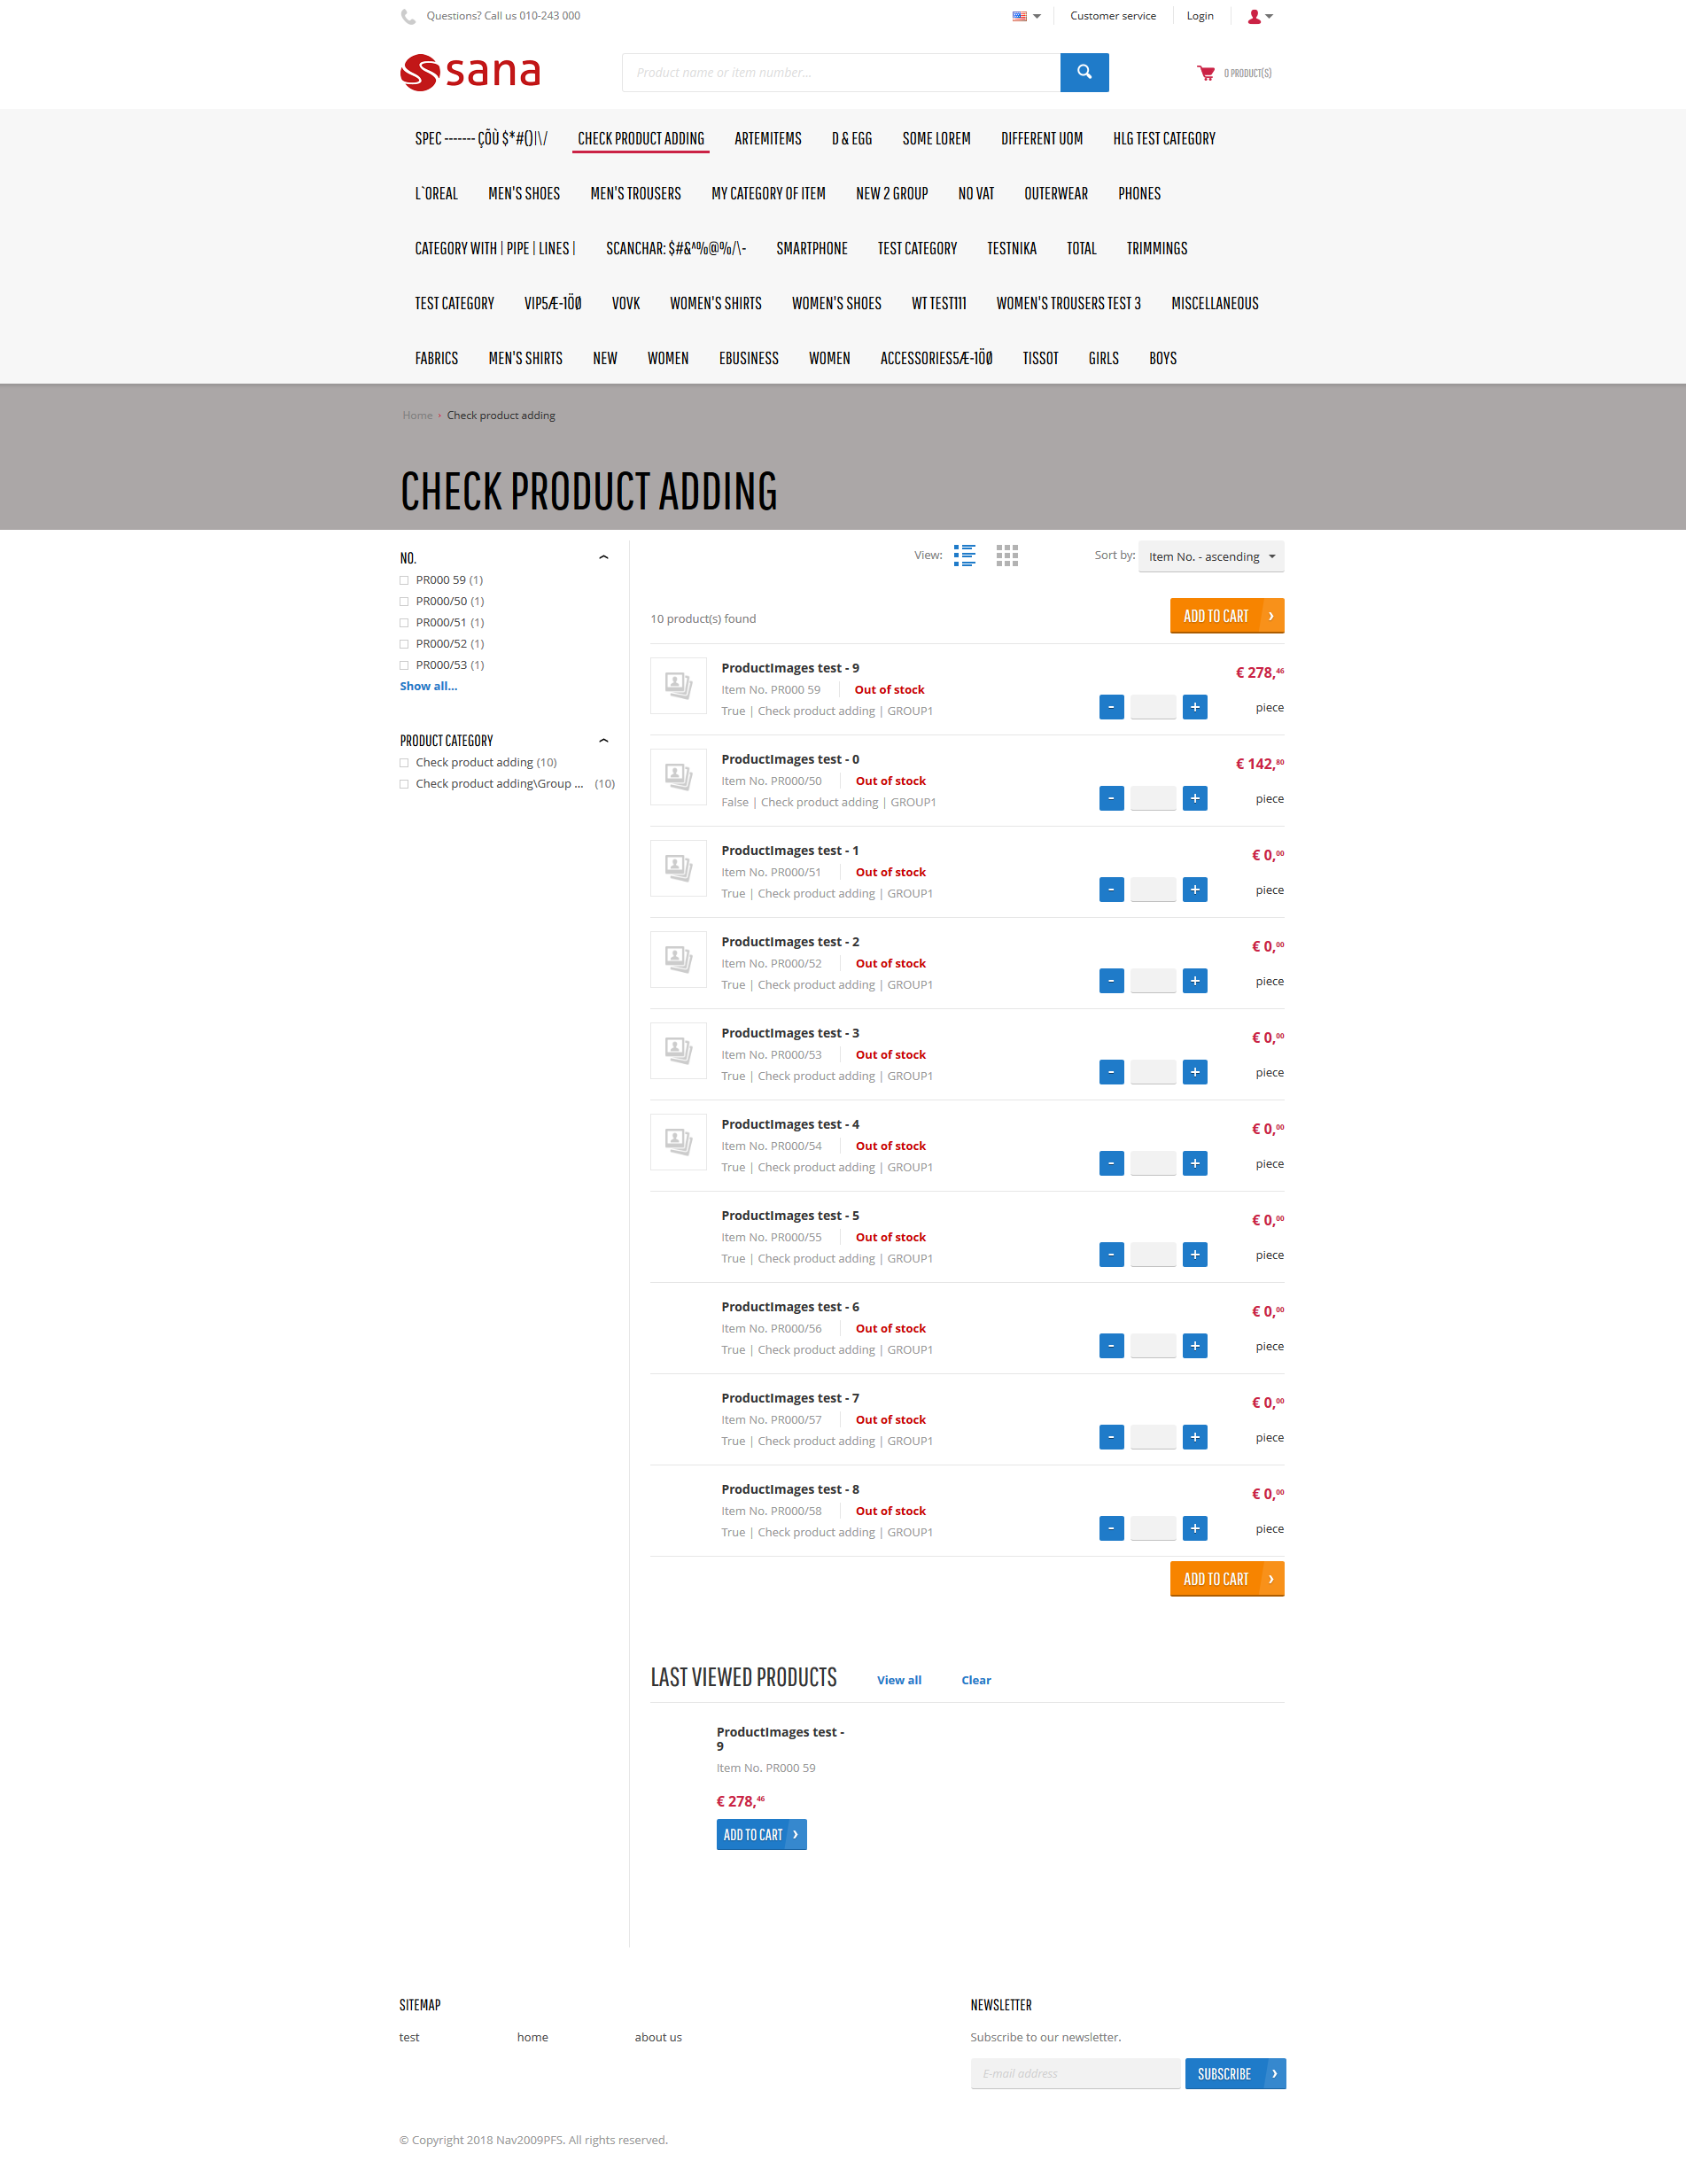 Questions? Call us 010-243 000
Customer service
Login
sana
Product name or item number...
0 PRODUCT(S)
SPEC ------- ÇÕÙ $*#()|\/ CHECK PRODUCT ADDING ARTEMITEMS D & EGG SOME LOREM DIFFERENT UOM HLG TEST CATEGORY
L`OREAL MEN'S SHOES MEN'S TROUSERS MY CATEGORY OF ITEM NEW 2 GROUP NO VAT OUTERWEAR PHONES
CATEGORY WITH | PIPE | LINES | SCANCHAR: $#&^%@%/\- SMARTPHONE TEST CATEGORY TESTNIKA TOTAL TRIMMINGS
TEST CATEGORY VIP5Æ-1ÖØ VOVK WOMEN'S SHIRTS WOMEN'S SHOES WT TEST111 WOMEN'S TROUSERS TEST 3 MISCELLANEOUS
FABRICS MEN'S SHIRTS NEW WOMEN EBUSINESS WOMEN ACCESSORIES5Æ-1ÖØ TISSOT GIRLS BOYS
Home › Check product adding
CHECK PRODUCT ADDING
NO.
PR000 59 (1)
PR000/50 (1)
PR000/51 (1)
PR000/52 (1)
PR000/53 (1)
Show all...
PRODUCT CATEGORY
Check product adding (10)
Check product adding\Group ... (10)
View:
Sort by: Item No. - ascending
10 product(s) found
ADD TO CART ›
ProductImages test - 9
€ 278,46
Item No. PR000 59 Out of stock
True | Check product adding | GROUP1
- + piece
ProductImages test - 0
€ 142,80
Item No. PR000/50 Out of stock
False | Check product adding | GROUP1
- + piece
ProductImages test - 1
€ 0,00
Item No. PR000/51 Out of stock
True | Check product adding | GROUP1
- + piece
ProductImages test - 2
€ 0,00
Item No. PR000/52 Out of stock
True | Check product adding | GROUP1
- + piece
ProductImages test - 3
€ 0,00
Item No. PR000/53 Out of stock
True | Check product adding | GROUP1
- + piece
ProductImages test - 4
€ 0,00
Item No. PR000/54 Out of stock
True | Check product adding | GROUP1
- + piece
ProductImages test - 5
€ 0,00
Item No. PR000/55 Out of stock
True | Check product adding | GROUP1
- + piece
ProductImages test - 6
€ 0,00
Item No. PR000/56 Out of stock
True | Check product adding | GROUP1
- + piece
ProductImages test - 7
€ 0,00
Item No. PR000/57 Out of stock
True | Check product adding | GROUP1
- + piece
ProductImages test - 8
€ 0,00
Item No. PR000/58 Out of stock
True | Check product adding | GROUP1
- + piece
ADD TO CART ›
LAST VIEWED PRODUCTS View all Clear
ProductImages test -
9
Item No. PR000 59
€ 278,46
ADD TO CART ›
SITEMAP
test home about us
NEWSLETTER
Subscribe to our newsletter.
E-mail address
SUBSCRIBE ›
© Copyright 2018 Nav2009PFS. All rights reserved.